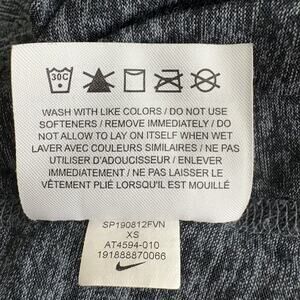 30C
WASH WITH LIKE COLORS / DO NOT USE
SOFTENERS / REMOVE IMMEDIATELY / DO
NOT ALLOW TO LAY ON ITSELF WHEN WET
LAVER AVEC COULEURS SIMILAIRES / NE PAS
UTILISER D'ADOUCISSEUR / ENLEVER
IMMÉDIATEMENT / NE PAS LAISSER LE
VÊTEMENT PLIÉ LORSQU'IL EST MOUILLÉ
SP190812FVN
XS
AT4594-010
191888870066